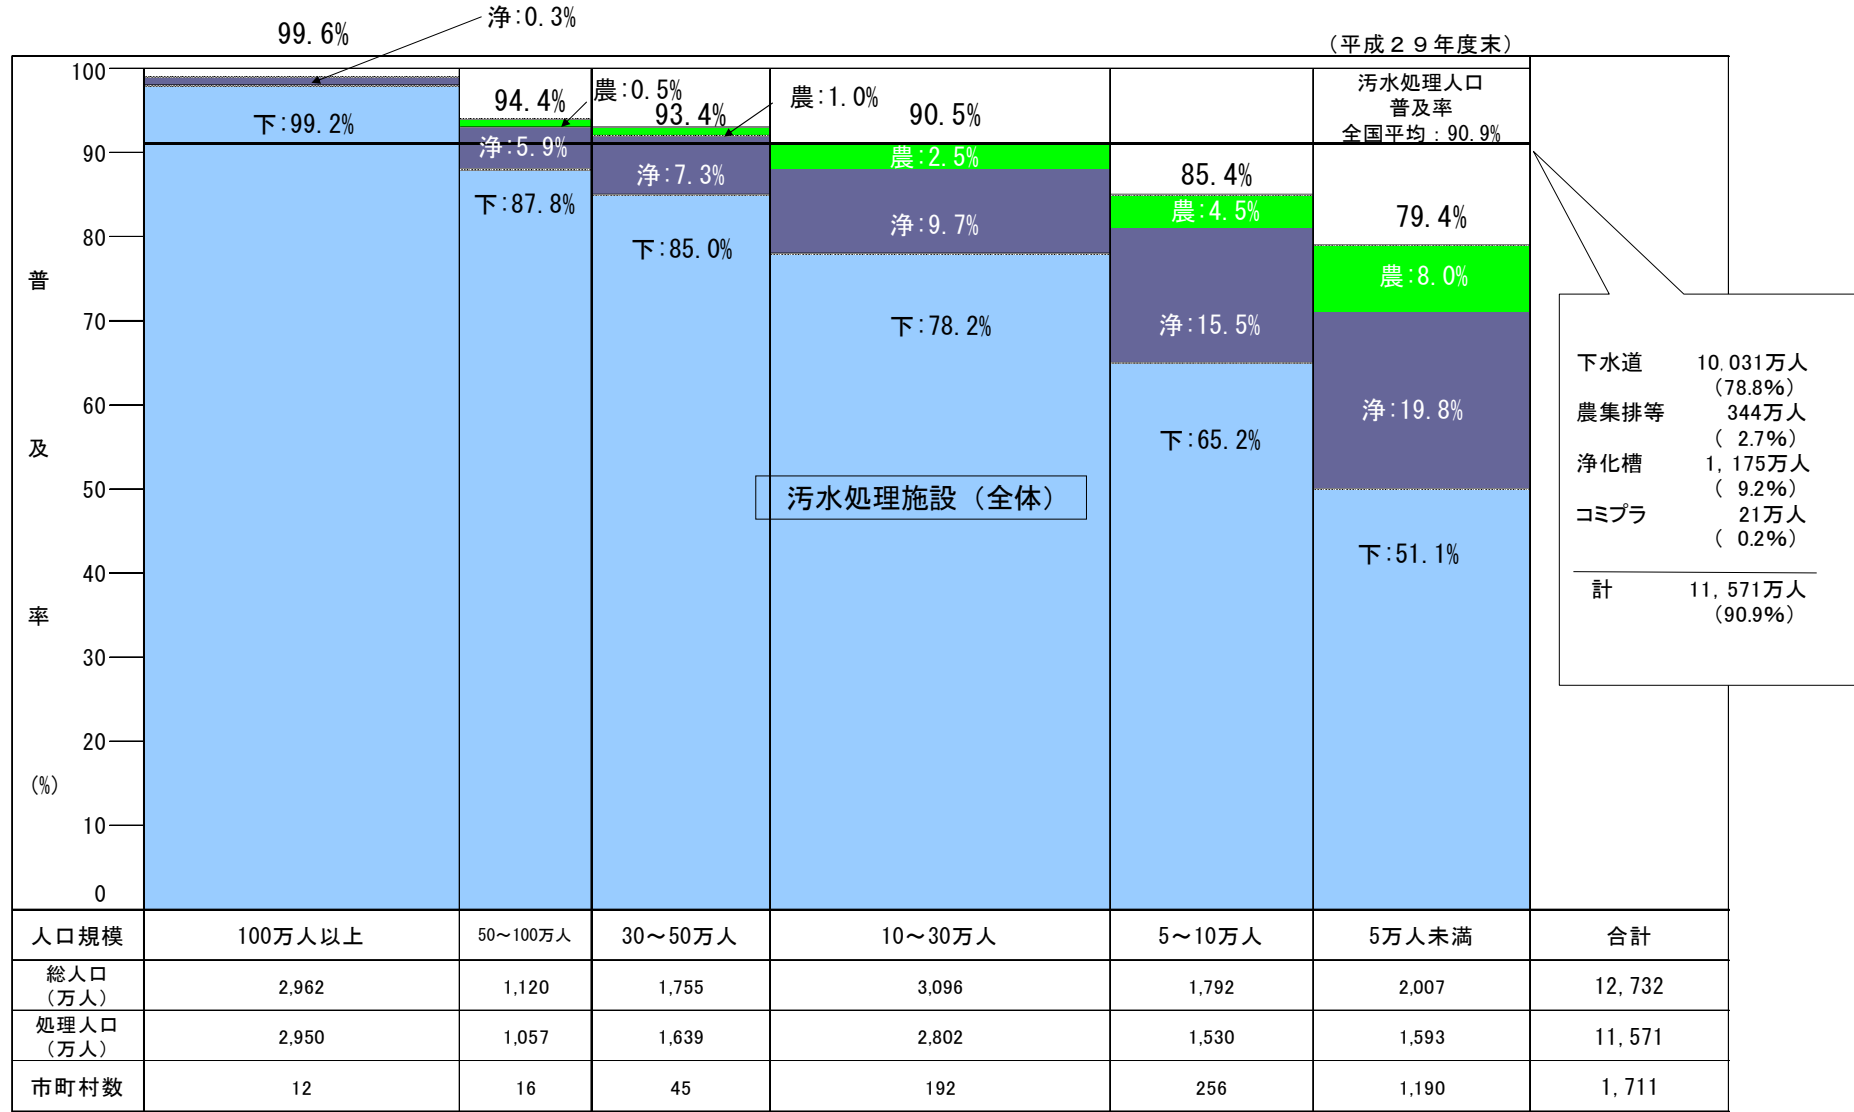 浄:0.3%
99.6%
(平成29年度末)
100
94.4%
農:0.5%
93.4%
農:1.0%
90.5%
汚水処理人口
普及率
全国平均：90.9%
下:99.2%
浄:5.9%
90
農:2.5%
浄:7.3%
85.4%
下:87.8%
農:4.5%
79.4%
浄:9.7%
80
下:85.0%
普
農:8.0%
70
下:78.2%
浄:15.5%
下水道 10,031万人
(78.8%)
農集排等 344万人
( 2.7%)
浄化槽 1,175万人
( 9.2%)
コミプラ 21万人
( 0.2%)
計 11,571万人
(90.9%)
60
浄:19.8%
及
下:65.2%
50
汚水処理施設（全体）
下:51.1%
40
率
30
20
(%)
10
0
人口規模 100万人以上 50～100万人 30～50万人 10～30万人 5～10万人 5万人未満 合計
総人口
(万人) 2,962 1,120 1,755 3,096 1,792 2,007 12,732
処理人口
(万人) 2,950 1,057 1,639 2,802 1,530 1,593 11,571
市町村数 12 16 45 192 256 1,190 1,711